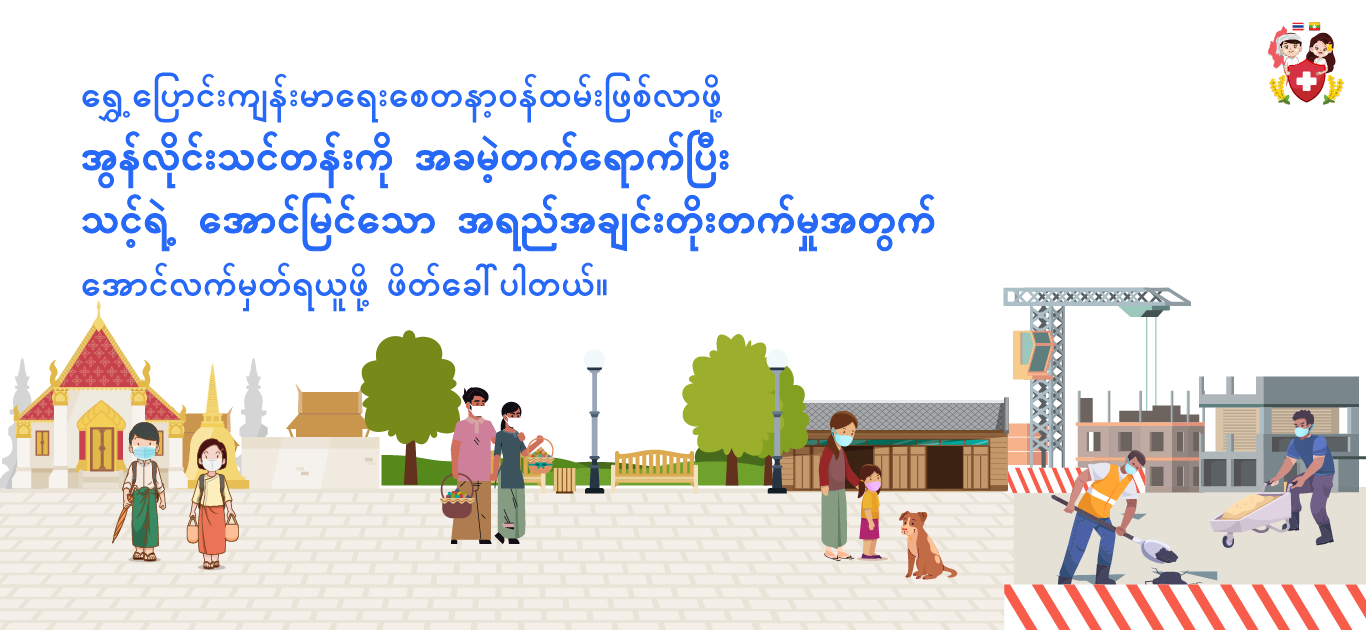 ရွှေ့ပြောင်းကျန်းမာရေးစေတနာ့ဝန်ထမ်းဖြစ်လာဖို့
အွန်လိုင်းသင်တန်းကို အခမဲ့တက်ရောက်ပြီး
သင့်ရဲ့ အောင်မြင်သော အရည်အချင်းတိုးတက်မှုအတွက်
အောင်လက်မှတ်ရယူဖို့ ဖိတ်ခေါ်ပါတယ်။